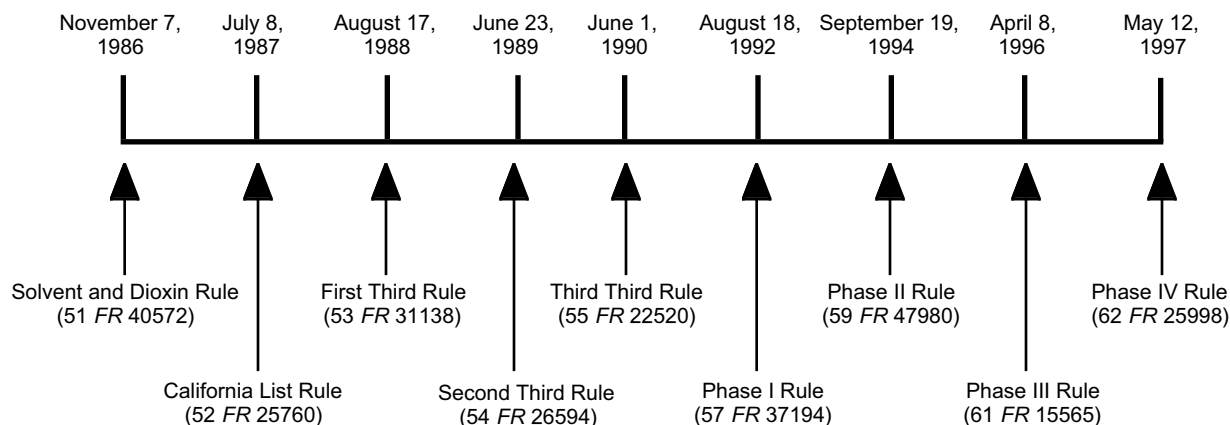 November 7,
1986
July 8,
1987
August 17,
1988
June 23,
1989
June 1,
1990
August 18,
1992
September 19,
1994
April 8,
1996
May 12,
1997
Solvent and Dioxin Rule
(51 FR 40572)
First Third Rule
(53 FR 31138)
Third Third Rule
(55 FR 22520)
Phase II Rule
(59 FR 47980)
Phase IV Rule
(62 FR 25998)
California List Rule
(52 FR 25760)
Second Third Rule
(54 FR 26594)
Phase I Rule
(57 FR 37194)
Phase III Rule
(61 FR 15565)